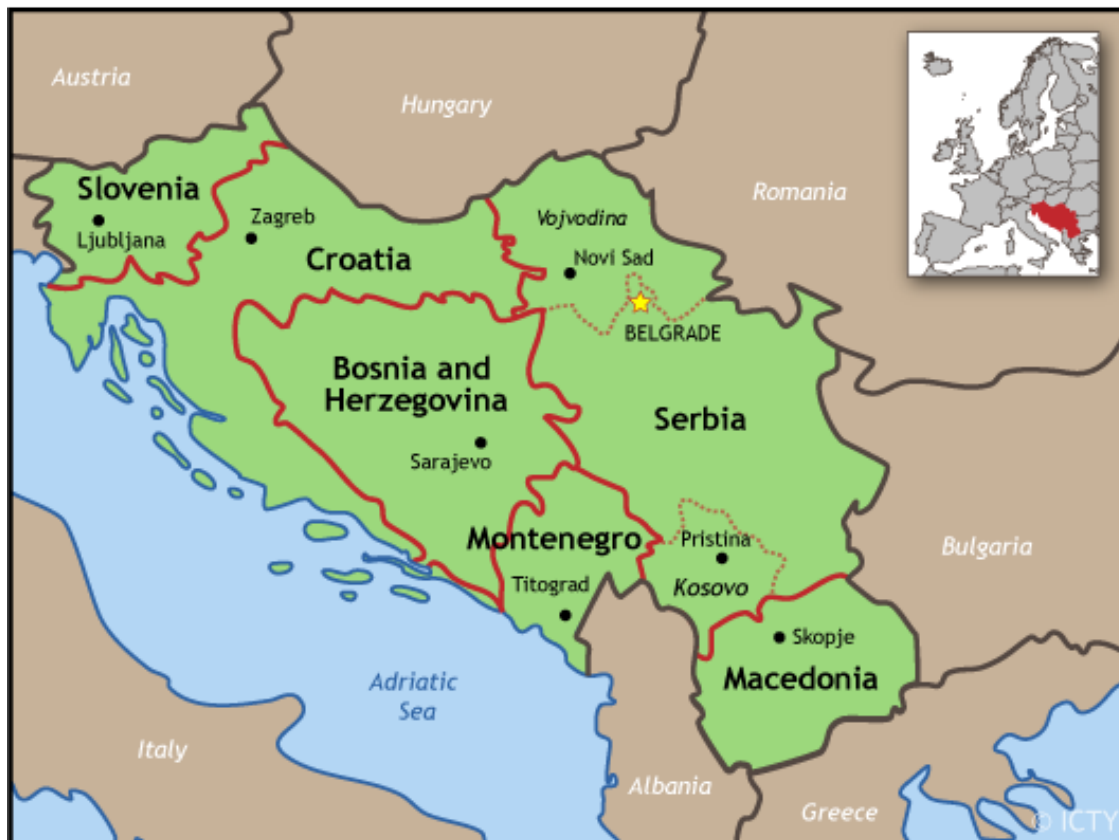 Austria
Hungary
Romania
Slovenia
Ljubljana
Zagreb
Croatia
Vojvodina
Novi Sad
BELGRADE
Bosnia and
Herzegovina
Sarajevo
Serbia
Montenegro
Titograd
Pristina
Kosovo
Bulgaria
Skopje
Macedonia
Adriatic
Sea
Italy
Albania
Greece
© ICTY